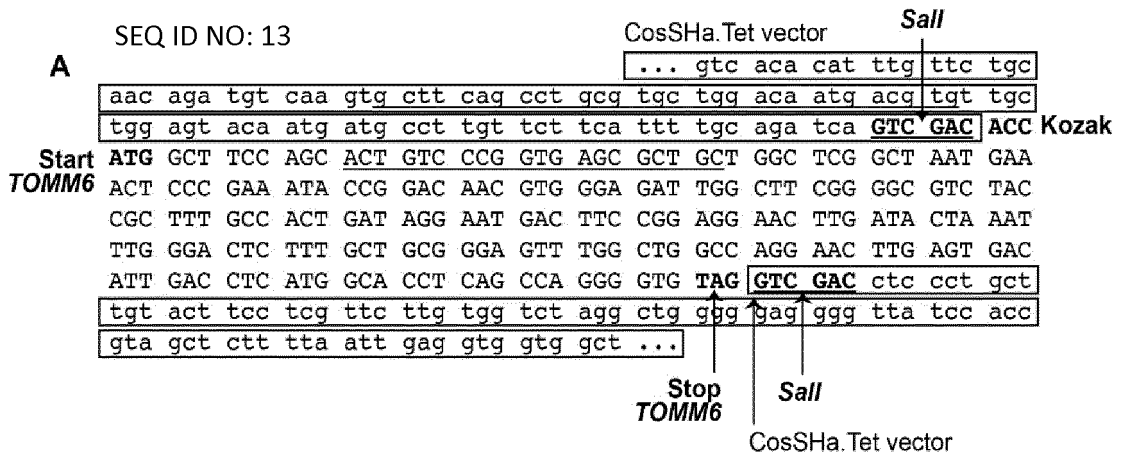 SEQ ID NO: 13
CosSHa.Tet vector
SalI
A
... gtc aca cat ttg ttc tgc
aac aga tgt caa gtg gctt cag cct gcg tgc tgg aca atg acg tgt tgc
tgg agt aca atg atg cct tgt tct tca ttt tgc aga tca GTC GAC ACC Kozak
Start
TOMM6
ATG GCT TCC AGC ACT GTC CCG GTG AGC GCT GCT GGC TCG GCT AAT GAA
ACT CCC GAA ATA CCG GAC AAC GTG GGA GAT TGG CTT CGG GGC GTC TAC
CGC TTT GCC ACT GAT AGG AAT GAC TTC CGG AGG AAC TTG ATA CTA AAT
TTG GGA CTC TTT GCT GCG GGA GTT TGG CTG GCC AGG AAC TTG AGT GAC
ATT GAC CTC ATG GCA CCT CAG CCA GGG GTG TAG GTCGAC ctc cct gct
tgt act tcc tcg ttc ttg tgg tct agg ctg ggg gag ggg tta tcc acc
gta gct ctt tta att gag gtg gtg gct ...
Stop
TOMM6
SalI
CosSHa.Tet vector